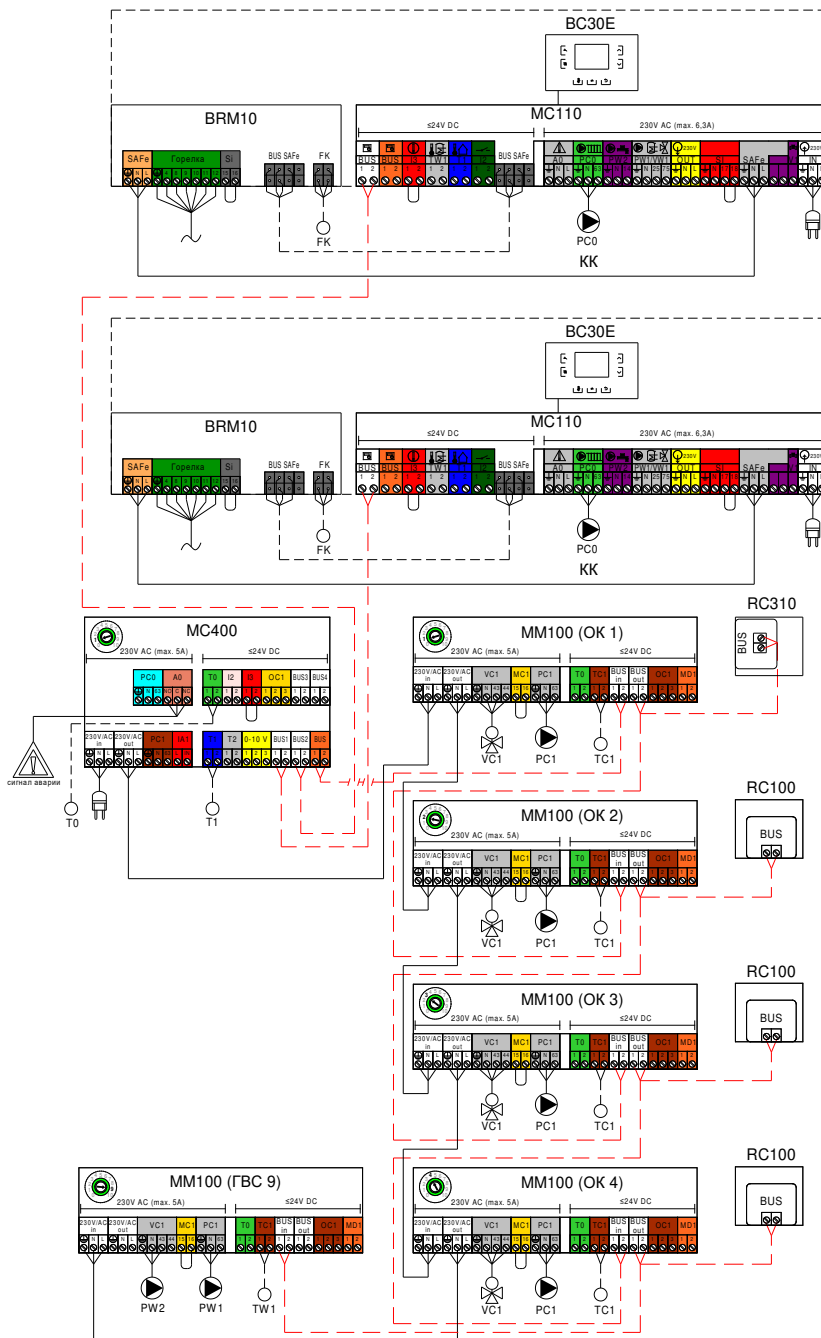 BC30E
BRM10
MC110
≤24V DC
230V AC (max. 6,3A)
SAFe Горелка Si BUS SAFe FK
BUS BUS I3 TW1 T1 I2 BUS SAFe A0 PC0 PW2 PW1/VW1 OUT SI SAFe IN
FK
PC0
КК
BC30E
BRM10
MC110
≤24V DC
230V AC (max. 6,3A)
SAFe Горелка Si BUS SAFe FK
BUS BUS I3 TW1 T1 I2 BUS SAFe A0 PC0 PW2 PW1/VW1 OUT SI SAFe IN
FK
PC0
КК
MC400
230V AC (max. 5A)
≤24V DC
PC0 A0 T0 I2 I3 OC1 BUS3 BUS4
230V/AC in 230V/AC out PC1 IA1 T1 T2 0-10 V BUS1 BUS2 BUS
сигнал аварии
T0
T1
MM100 (ОК 1)
230V AC (max. 5A)
≤24V DC
230V/AC in 230V/AC out VC1 MC1 PC1 T0 TC1 BUS in BUS out OC1 MD1
VC1
PC1
TC1
RC310
BUS
MM100 (ОК 2)
230V AC (max. 5A)
≤24V DC
230V/AC in 230V/AC out VC1 MC1 PC1 T0 TC1 BUS in BUS out OC1 MD1
VC1
PC1
TC1
RC100
BUS
MM100 (ОК 3)
230V AC (max. 5A)
≤24V DC
230V/AC in 230V/AC out VC1 MC1 PC1 T0 TC1 BUS in BUS out OC1 MD1
VC1
PC1
TC1
RC100
BUS
MM100 (ГВС 9)
230V AC (max. 5A)
≤24V DC
230V/AC in 230V/AC out VC1 MC1 PC1 T0 TC1 BUS in BUS out OC1 MD1
PW2
PW1
TW1
MM100 (ОК 4)
230V AC (max. 5A)
≤24V DC
230V/AC in 230V/AC out VC1 MC1 PC1 T0 TC1 BUS in BUS out OC1 MD1
VC1
PC1
TC1
RC100
BUS